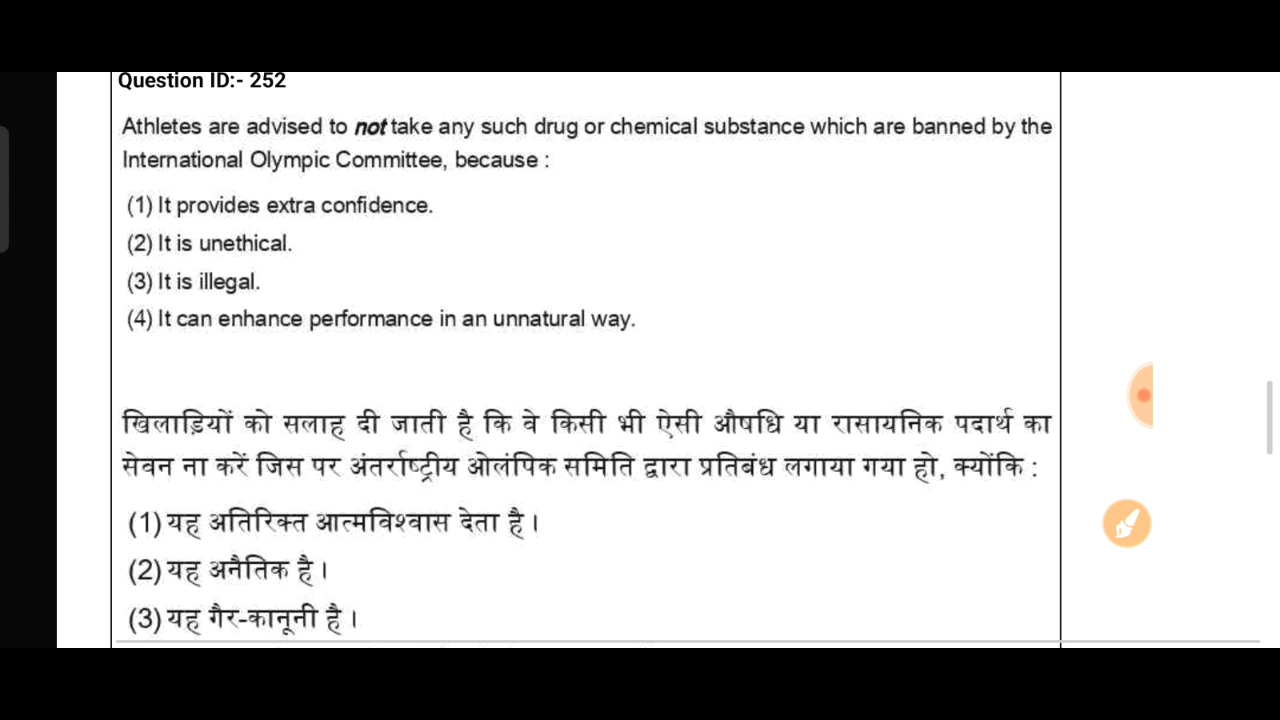 Question ID:- 252
Athletes are advised to not take any such drug or chemical substance which are banned by the
International Olympic Committee, because :
(1) It provides extra confidence.
(2) It is unethical.
(3) It is illegal.
(4) It can enhance performance in an unnatural way.
खिलाड़ियों को सलाह दी जाती है कि वे किसी भी ऐसी औषधि या रासायनिक पदार्थ का
सेवन ना करें जिस पर अंतर्राष्ट्रीय ओलंपिक समिति द्वारा प्रतिबंध लगाया गया हो, क्योंकि :
(1) यह अतिरिक्त आत्मविश्वास देता है।
(2) यह अनैतिक है।
(3) यह गैर-कानूनी है।